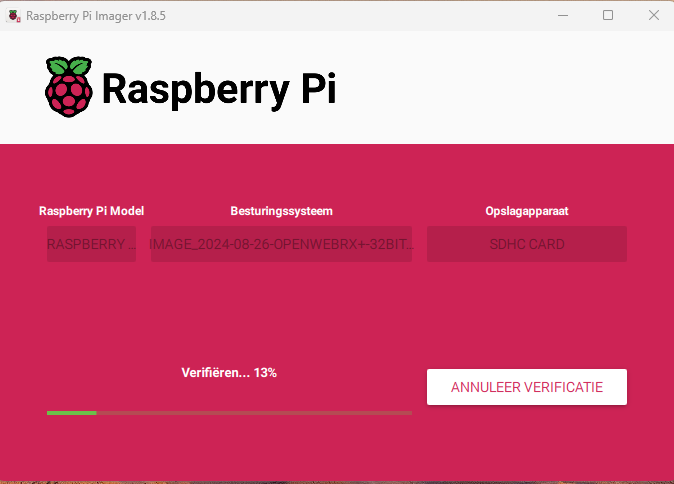 Raspberry Pi Imager v1.8.5
Raspberry Pi
Raspberry Pi Model
Besturingssysteem
Opslagapparaat
RASPBERRY ...
IMAGE_2024-08-26-OPENWEBRX+-32BIT...
SDHC CARD
Verifiëren... 13%
ANNULEER VERIFICATIE